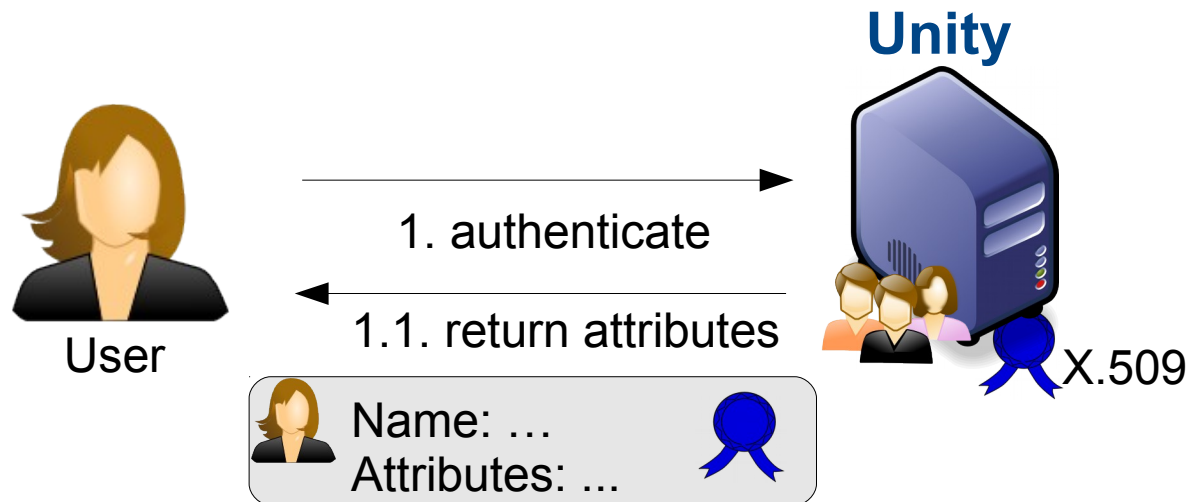 Unity
1. authenticate
1.1. return attributes
User
X.509
Name: …
Attributes: ...